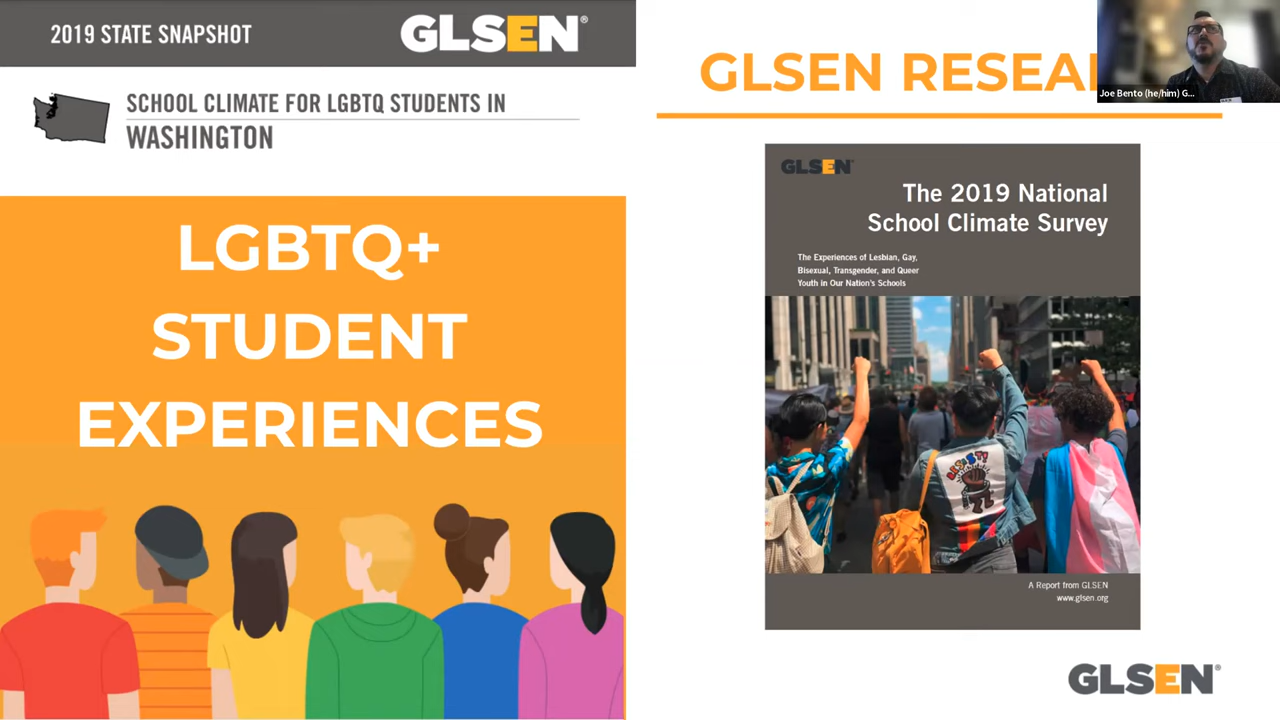 2019 STATE SNAPSHOT
GLSEN®
SCHOOL CLIMATE FOR LGBTQ STUDENTS IN
WASHINGTON
LGBTQ+
STUDENT
EXPERIENCES
GLSEN RESEA
Joe Bento (he/him) G...
GLSEN®
The 2019 National
School Climate Survey
The Experiences of Lesbian, Gay,
Bisexual, Transgender, and Queer
Youth in Our Nation's Schools
RESIST!
A Report from GLSEN
www.glsen.org
GLSEN®